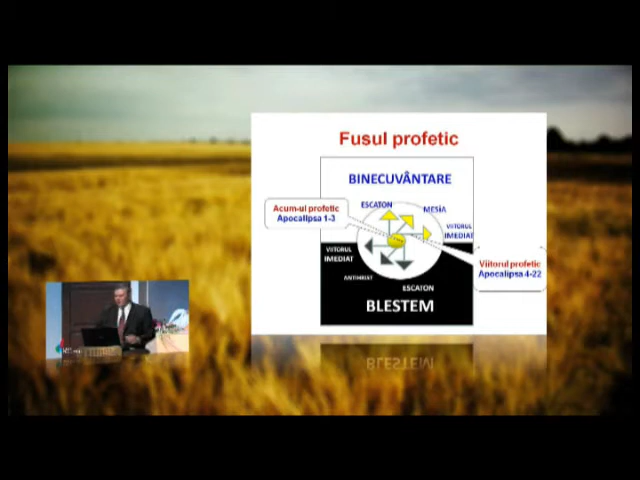 Fusul profetic
BINECUVÂNTARE
ESCATON
MESIA
Acum-ul profetic
Apocalipsa 1-3
VIITORUL
IMEDIAT
VIITORUL
IMEDIAT
Viitorul profetic
Apocalipsa 4-22
ANTIHRIST
ESCATON
BLESTEM